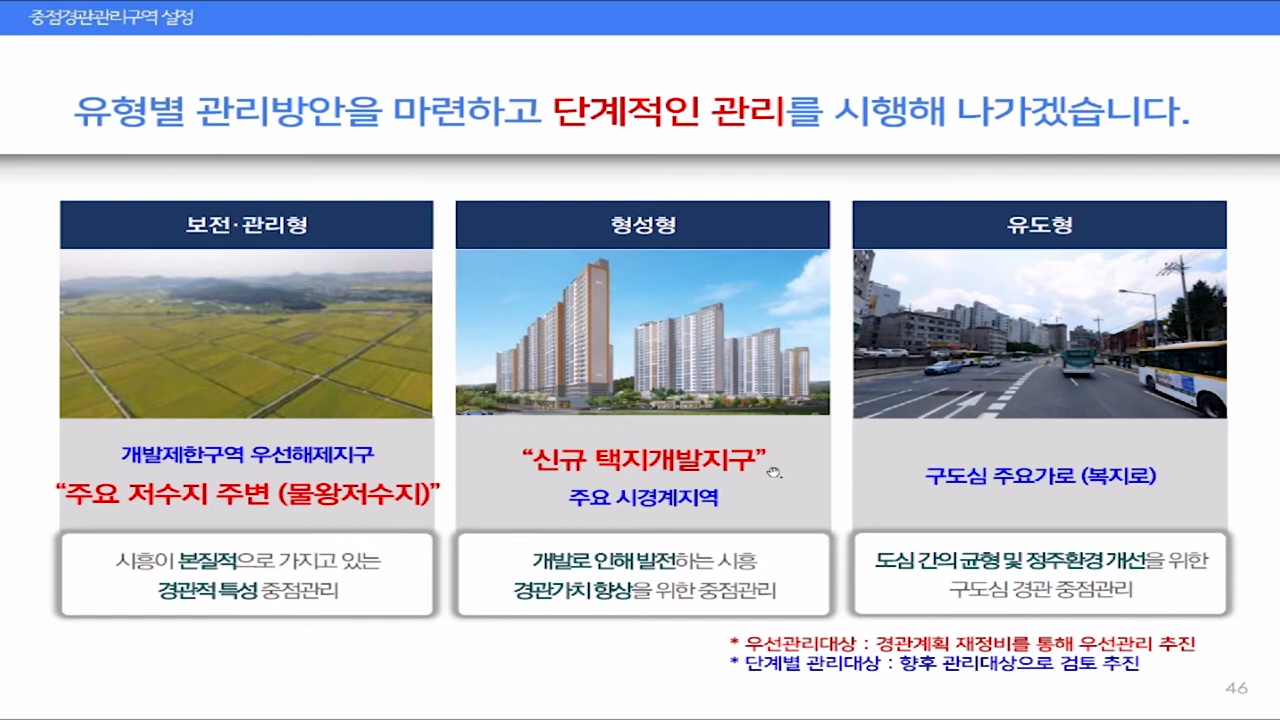 중점경관관리구역 설정
유형별 관리방안을 마련하고 단계적인 관리를 시행해 나가겠습니다.
보전·관리형
개발제한구역 우선해제지구
“주요 저수지 주변 (물왕저수지)”
시흥이 본질적으로 가지고 있는
경관적 특성 중점관리
형성형
“신규 택지개발지구”
주요 시경계지역
개발로 인해 발전하는 시흥
경관가치 향상을 위한 중점관리
유도형
구도심 주요가로 (복지로)
도심 간의 균형 및 정주환경 개선을 위한
구도심 경관 중점관리
* 우선관리대상 : 경관계획 재정비를 통해 우선관리 추진
* 단계별 관리대상 : 향후 관리대상으로 검토 추진
46